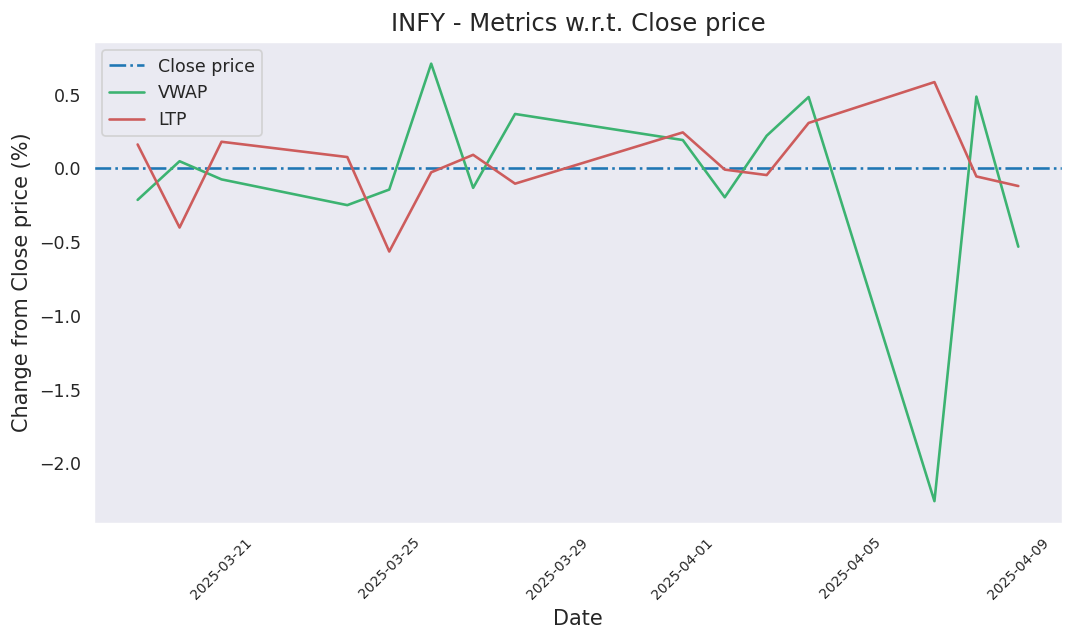 INFY - Metrics w.r.t. Close price
Close price
VWAP
LTP
Change from Close price (%)
0.5
0.0
−0.5
−1.0
−1.5
−2.0
2025-03-21
2025-03-25
2025-03-29
2025-04-01
2025-04-05
2025-04-09
Date